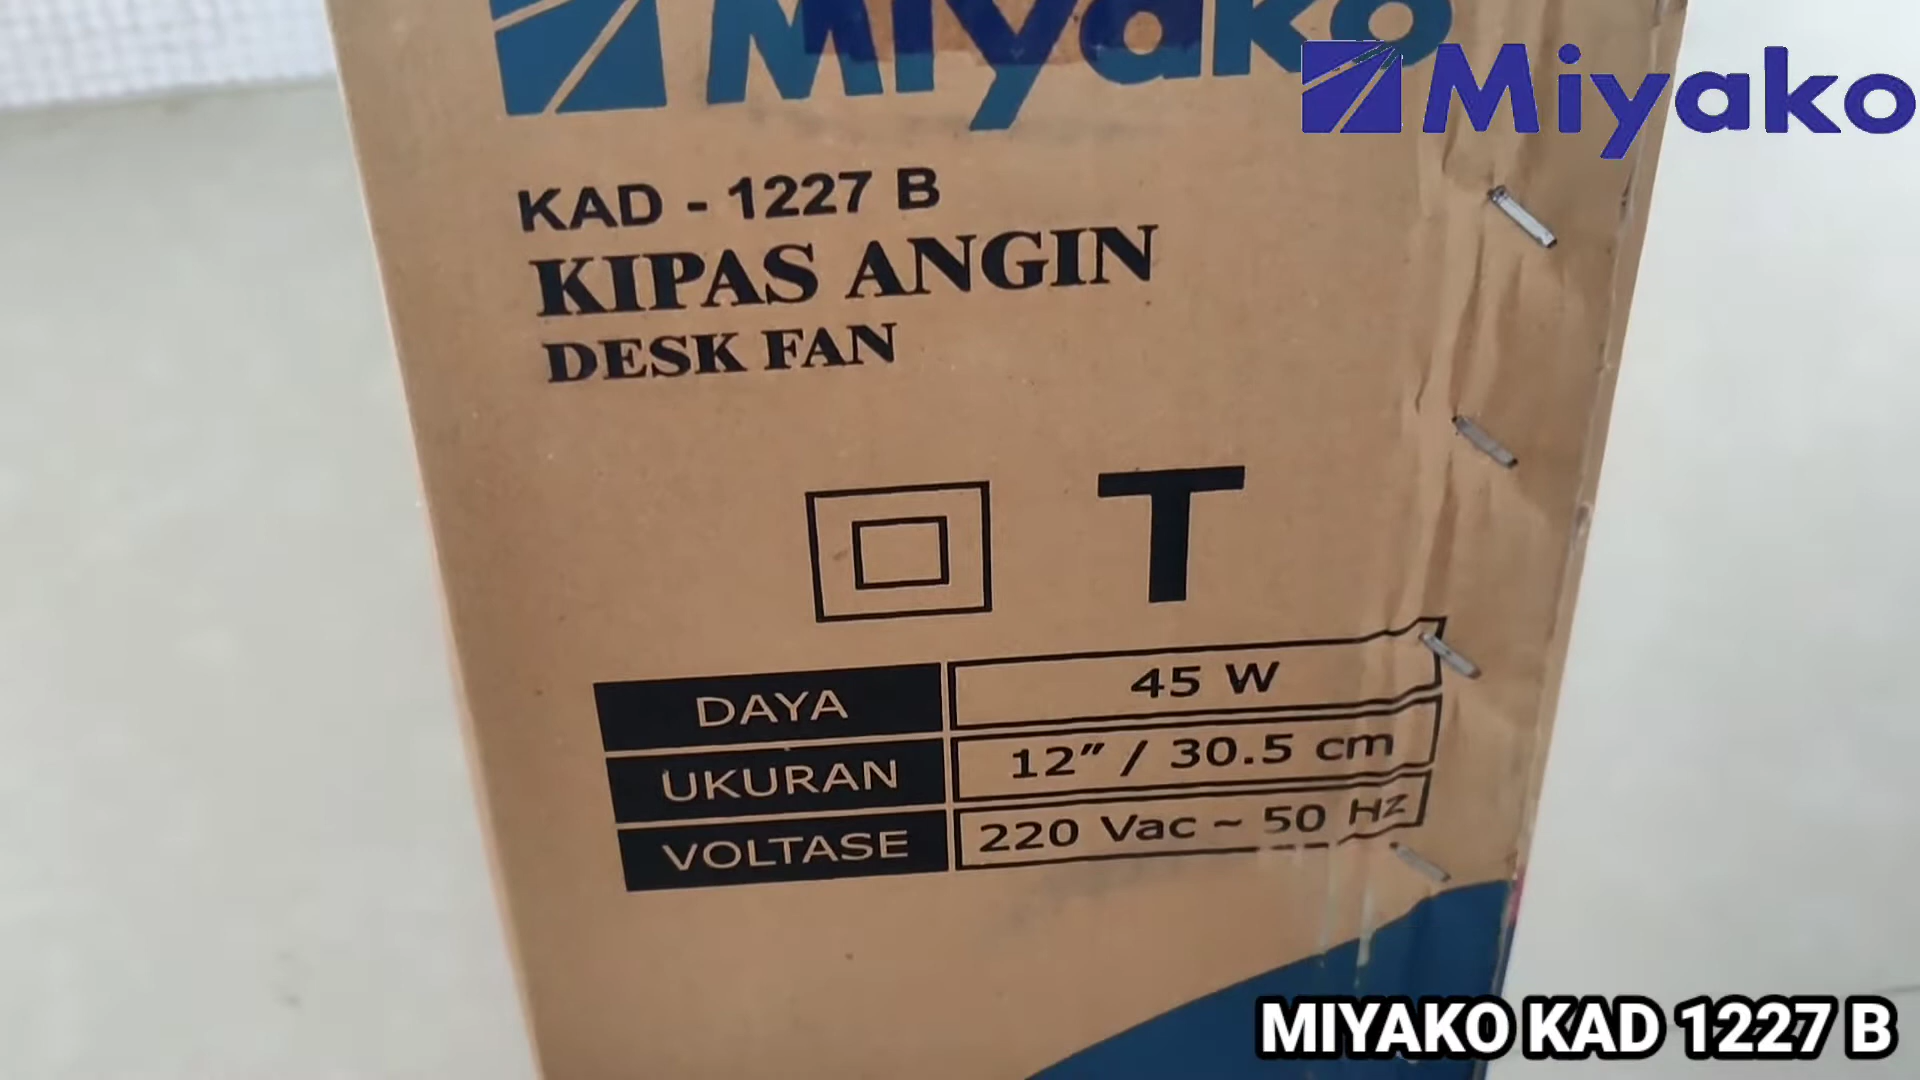 Miyako
Miyako
KAD - 1227 B
KIPAS ANGIN
DESK FAN
T
DAYA 45 W
UKURAN 12" / 30.5 cm
VOLTASE 220 Vac ~ 50 Hz
MIYAKO KAD 1227 B